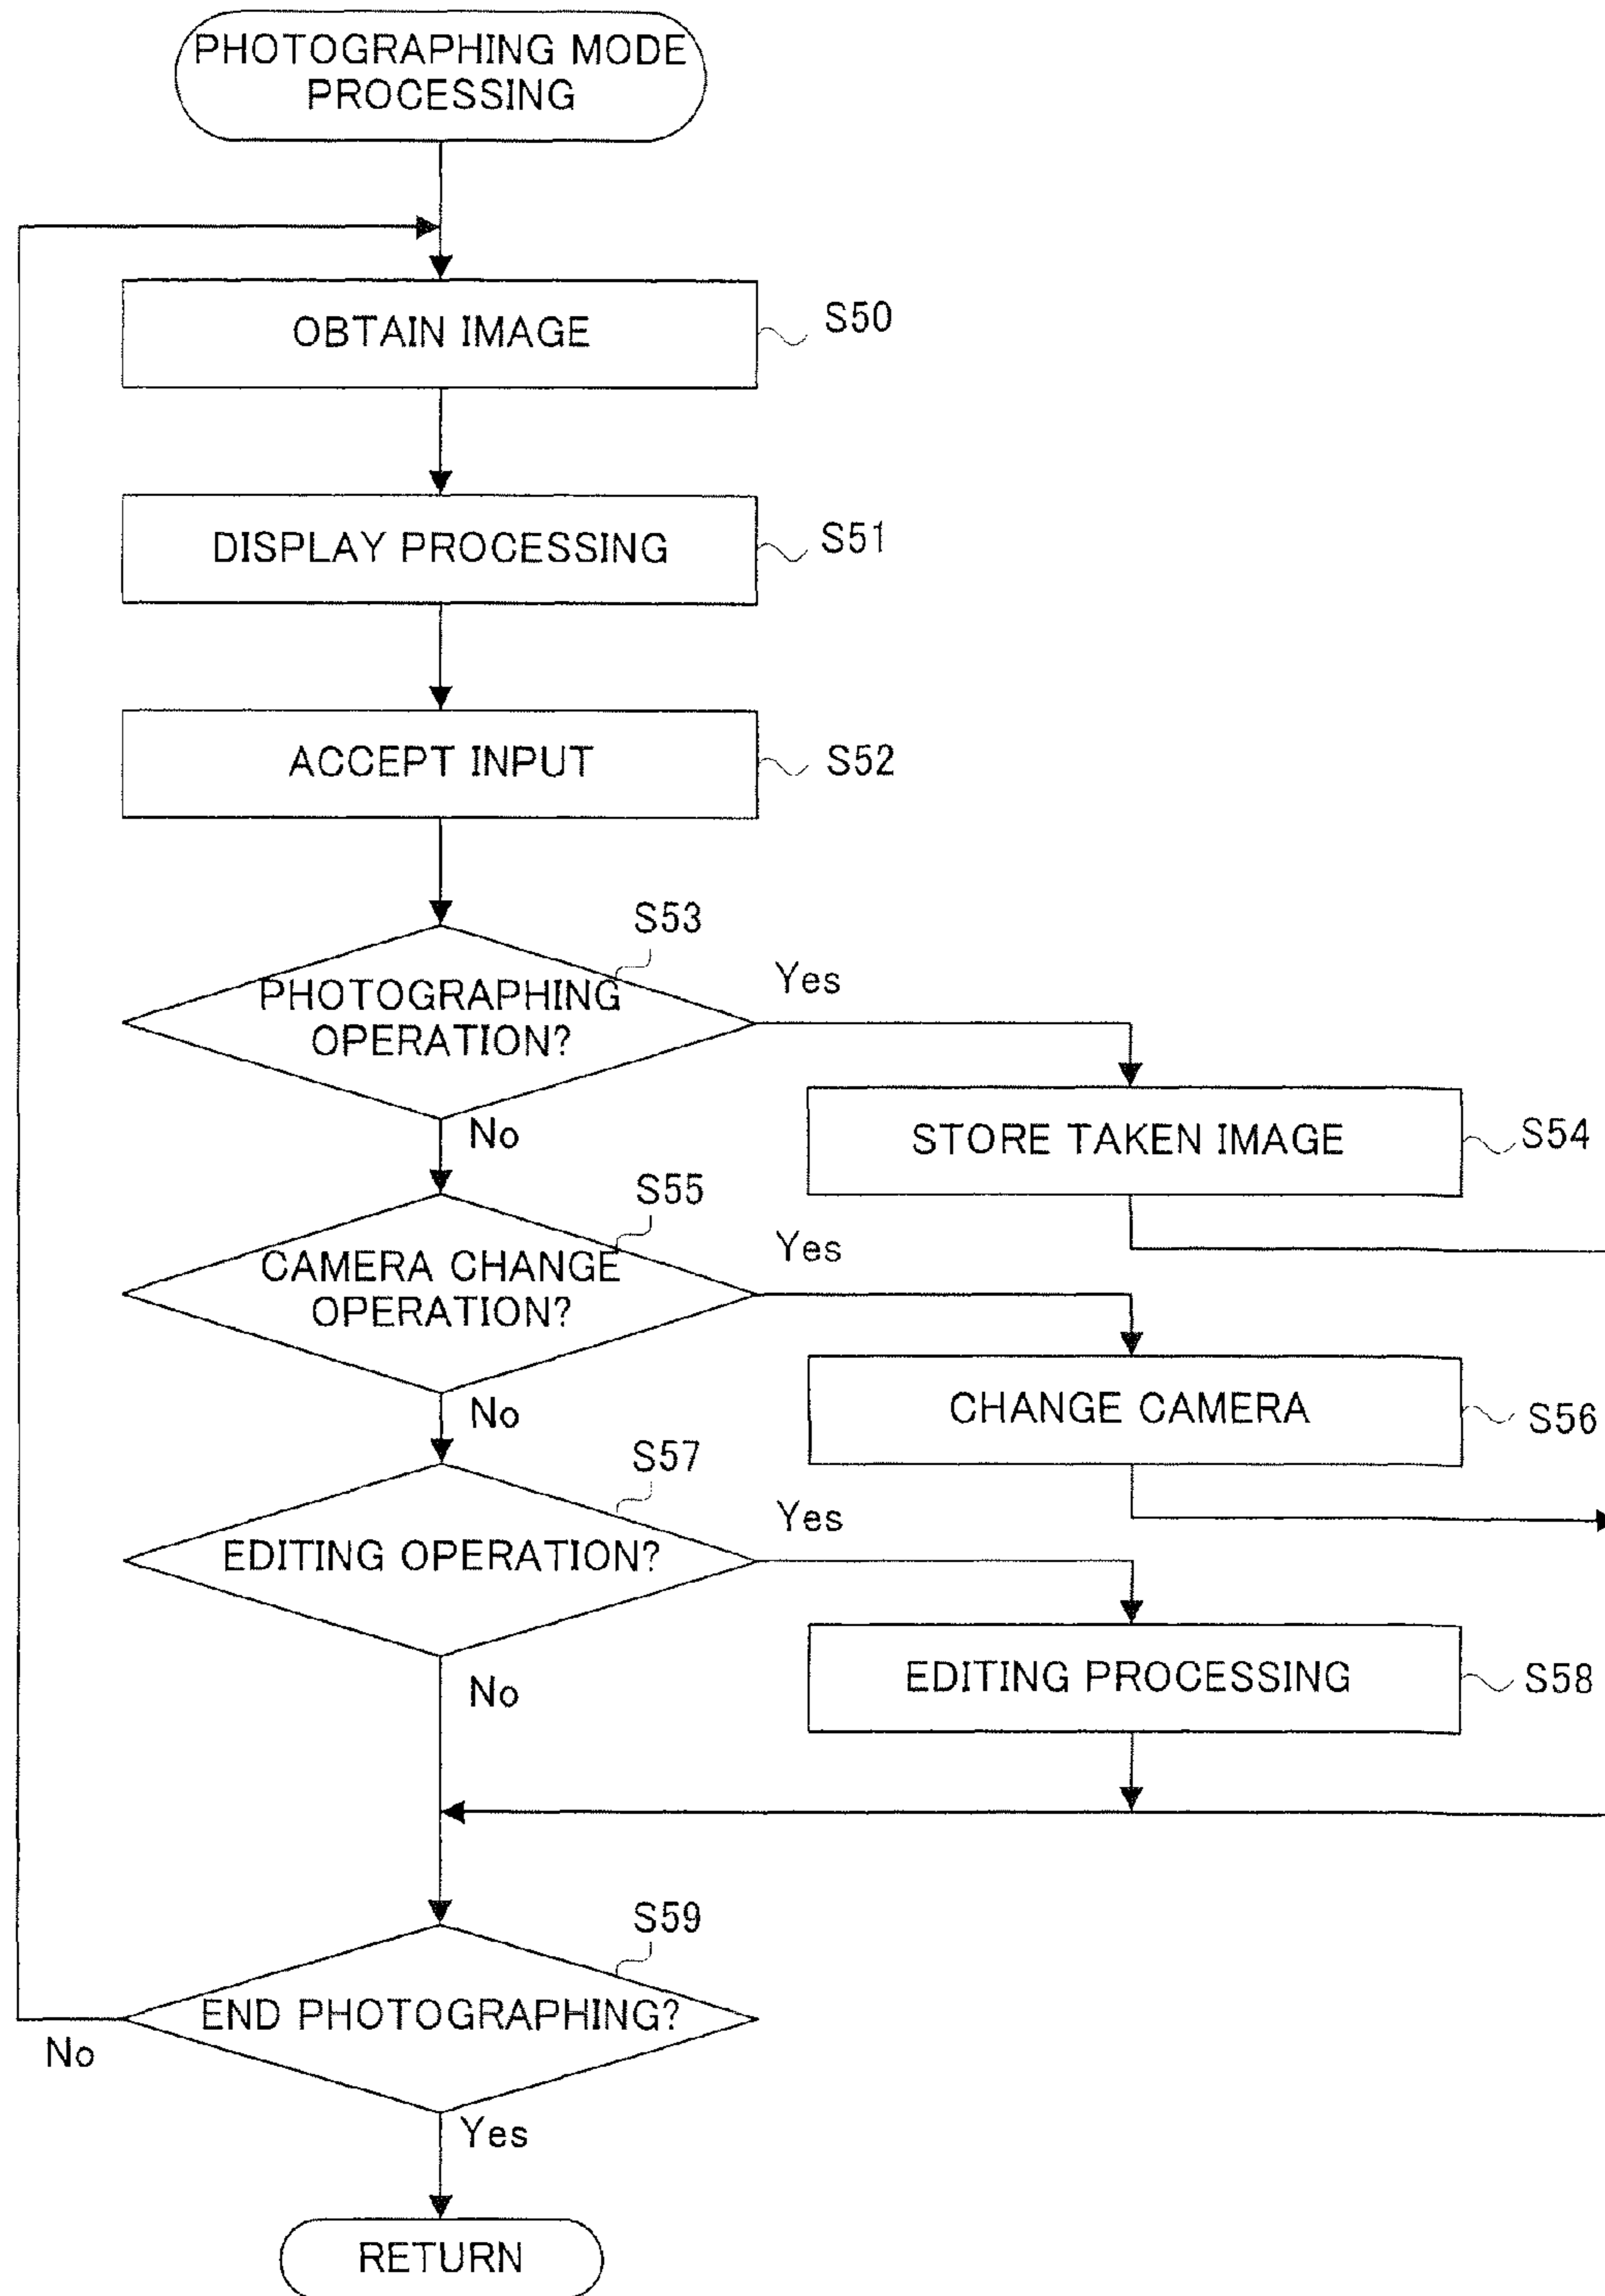 PHOTOGRAPHING MODE
PROCESSING
OBTAIN IMAGE
S50
DISPLAY PROCESSING
S51
ACCEPT INPUT
S52
S53
PHOTOGRAPHING
OPERATION?
Yes
No
STORE TAKEN IMAGE
S54
S55
CAMERA CHANGE
OPERATION?
Yes
No
CHANGE CAMERA
S56
S57
EDITING OPERATION?
Yes
No
EDITING PROCESSING
S58
S59
END PHOTOGRAPHING?
No
Yes
RETURN